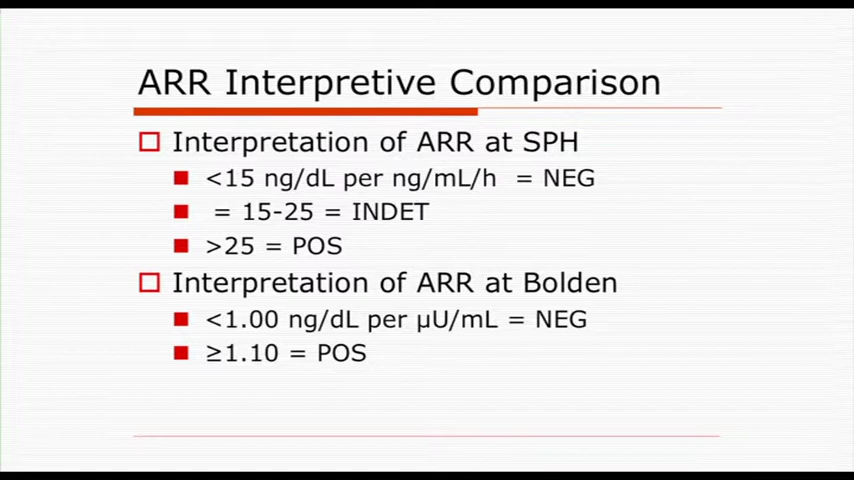 ARR Interpretive Comparison
Interpretation of ARR at SPH
<15 ng/dL per ng/mL/h = NEG
= 15-25 = INDET
>25 = POS
Interpretation of ARR at Bolden
<1.00 ng/dL per µU/mL = NEG
≥1.10 = POS